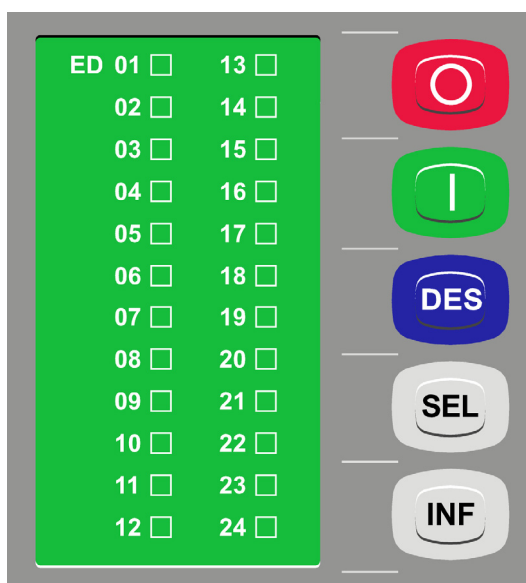 ED 01 ☐ 13 ☐
02 ☐ 14 ☐
03 ☐ 15 ☐
04 ☐ 16 ☐
05 ☐ 17 ☐
06 ☐ 18 ☐
07 ☐ 19 ☐
08 ☐ 20 ☐
09 ☐ 21 ☐
10 ☐ 22 ☐
11 ☐ 23 ☐
12 ☐ 24 ☐
DES
SEL
INF